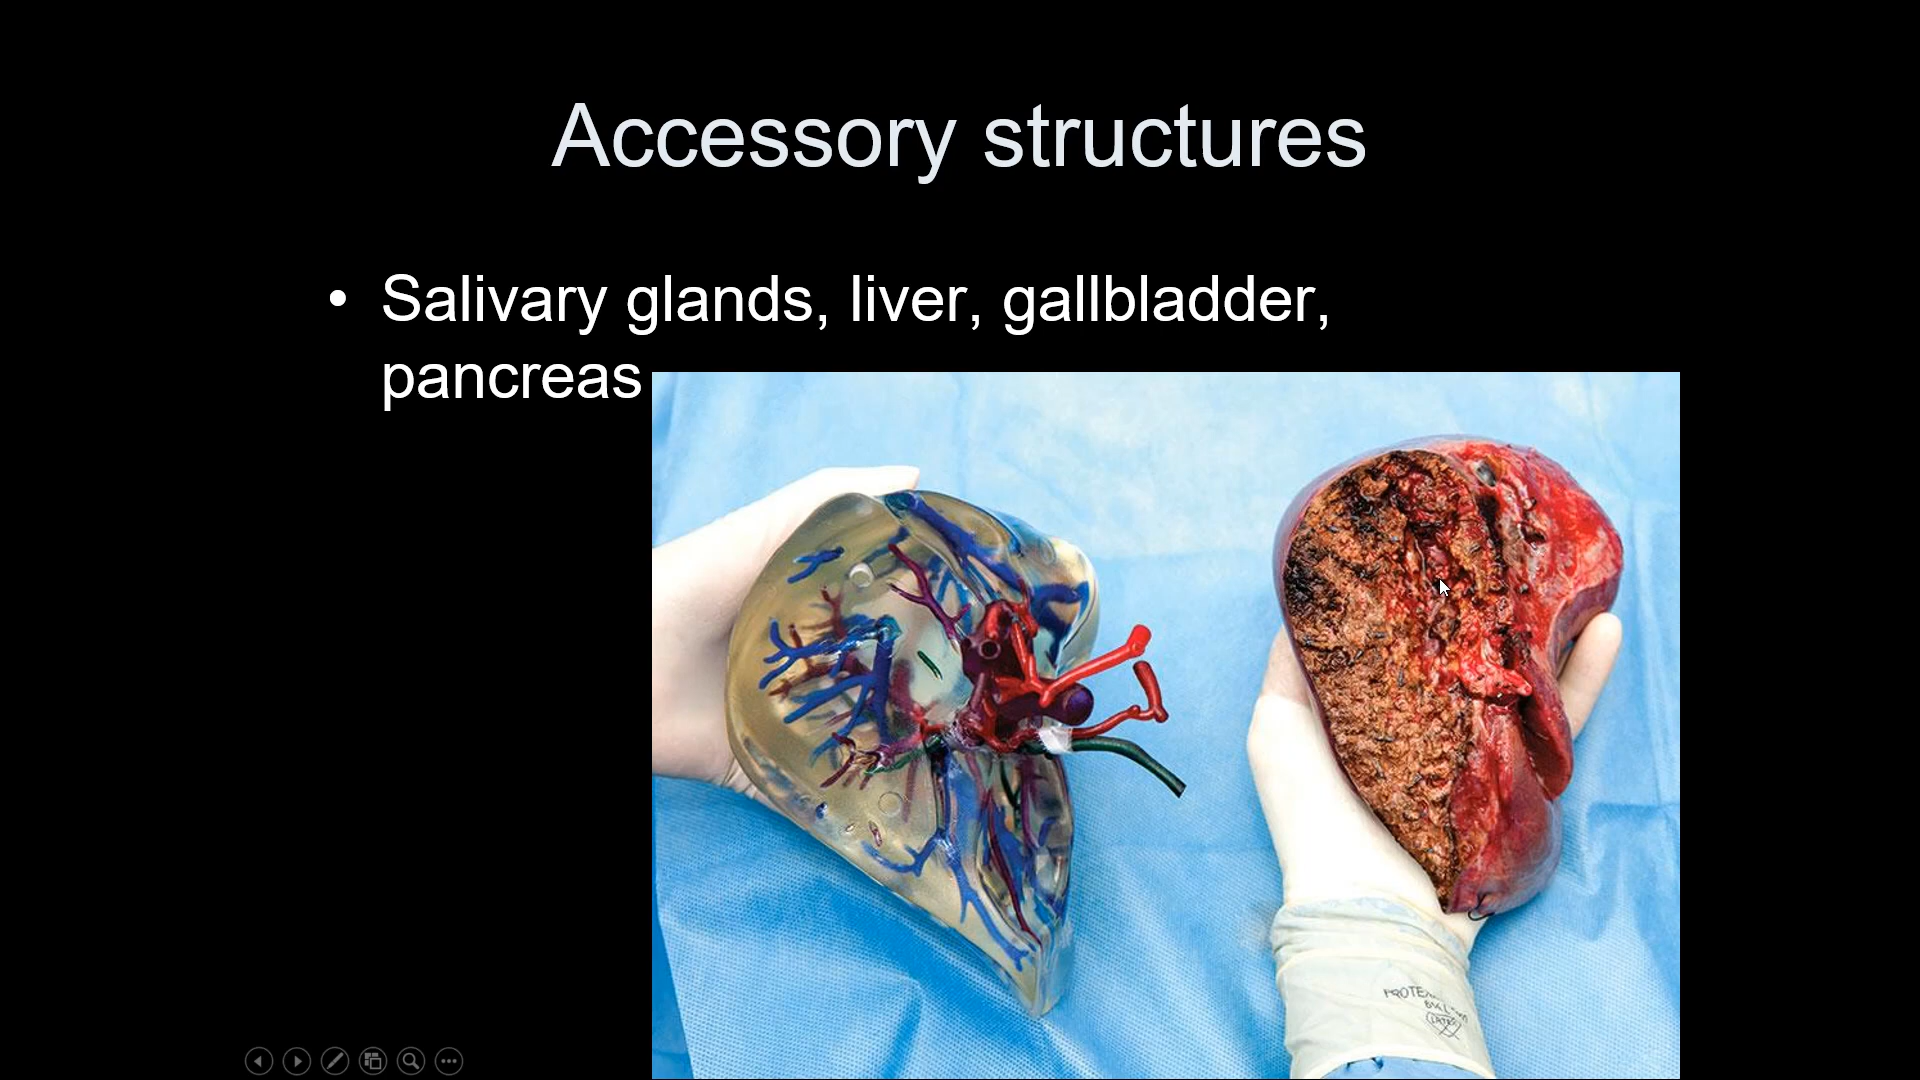 Accessory structures
• Salivary glands, liver, gallbladder,
pancreas